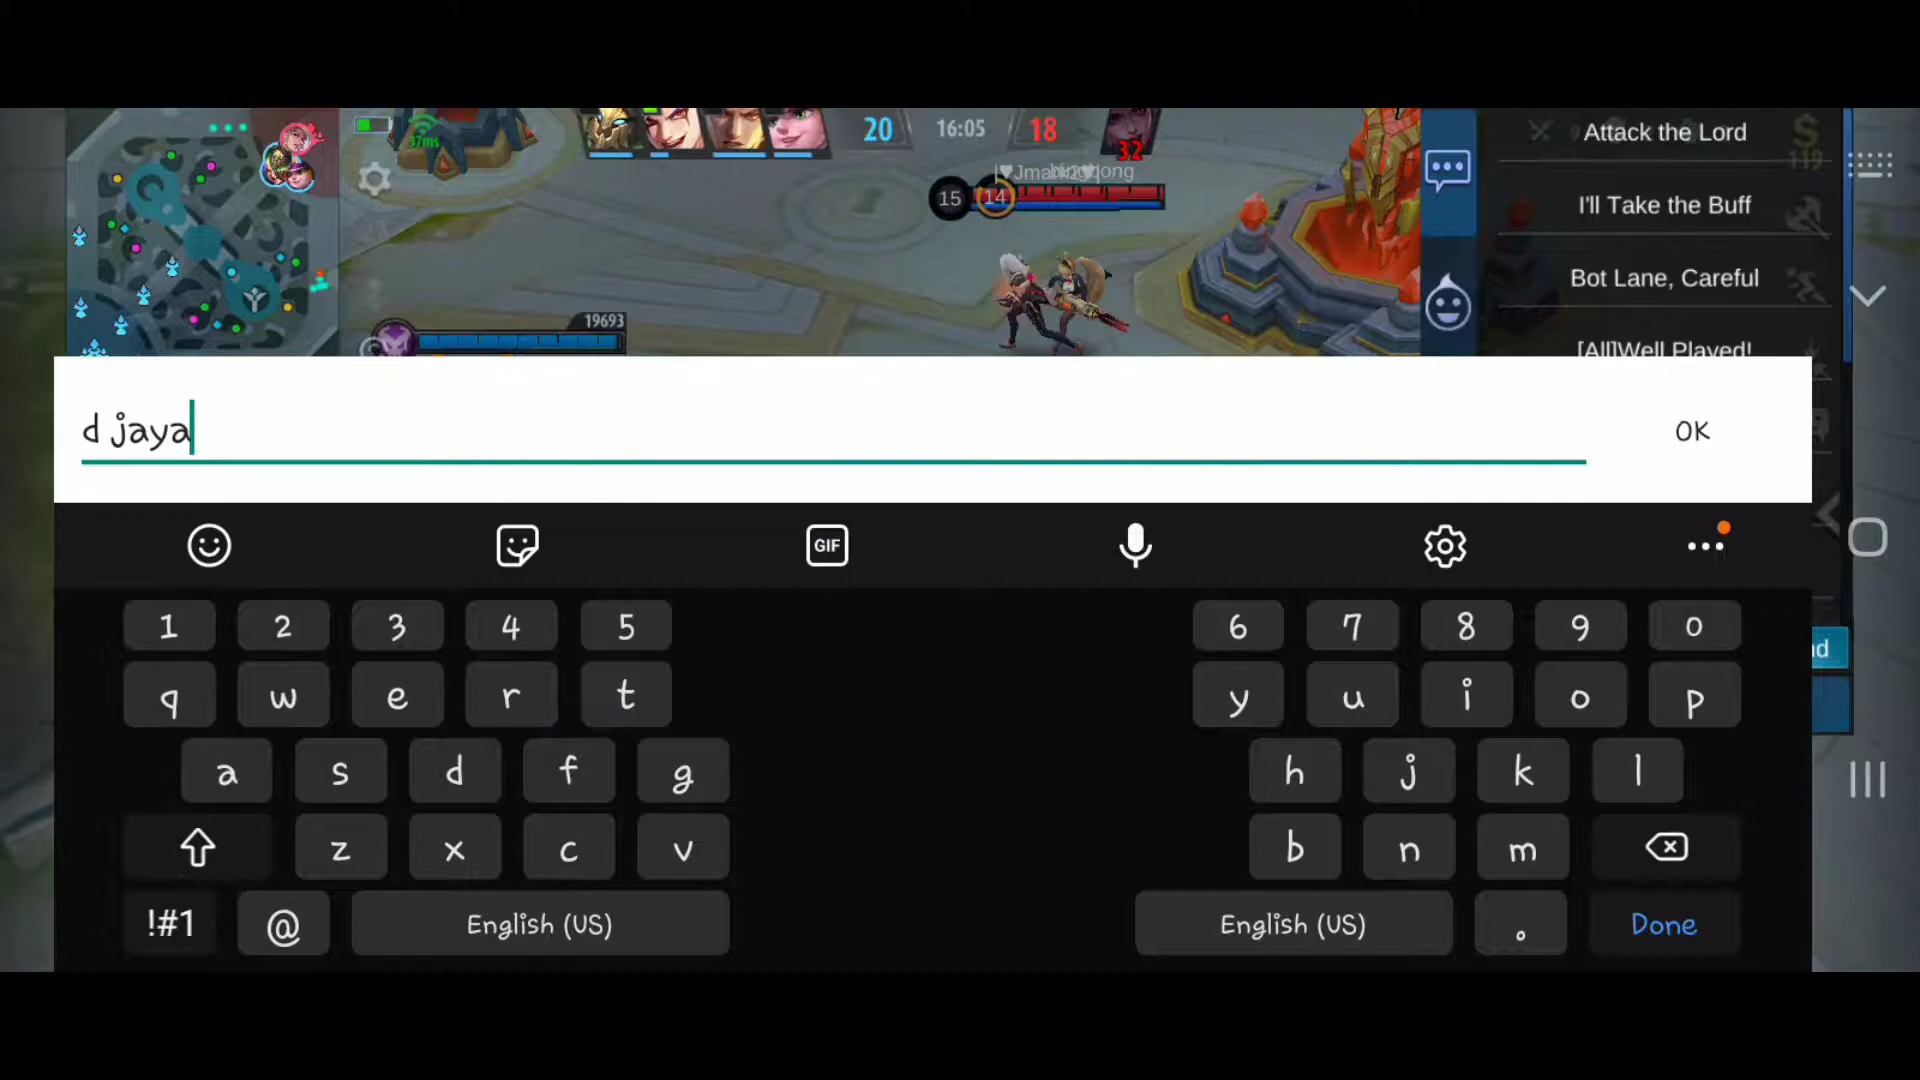 37ms
20 16:05 18
32
15 14
19693
Attack the Lord
I'll Take the Buff
Bot Lane, Careful
[All]Well Played!
d jaya
OK
GIF
1 2 3 4 5 6 7 8 9 0
q w e r t y u i o p
a s d f g h j k l
z x c v b n m
!#1 @ English (US) English (US) . Done